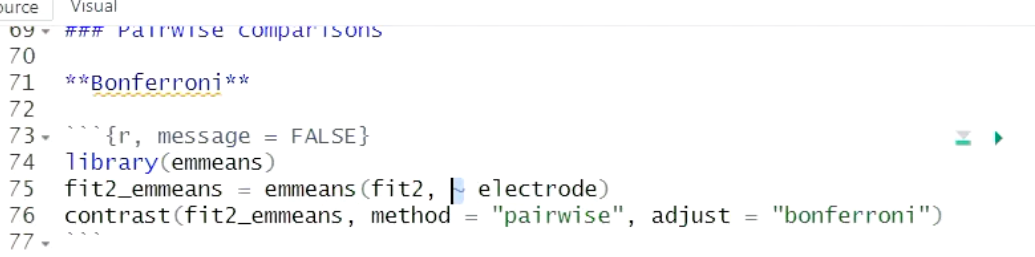 ource Visual
69 ### Pairwise comparisons
70
71 **Bonferroni**
72
73 ```{r, message = FALSE}
74 library(emmeans)
75 fit2_emmeans = emmeans(fit2, ~ electrode)
76 contrast(fit2_emmeans, method = "pairwise", adjust = "bonferroni")
77 ```